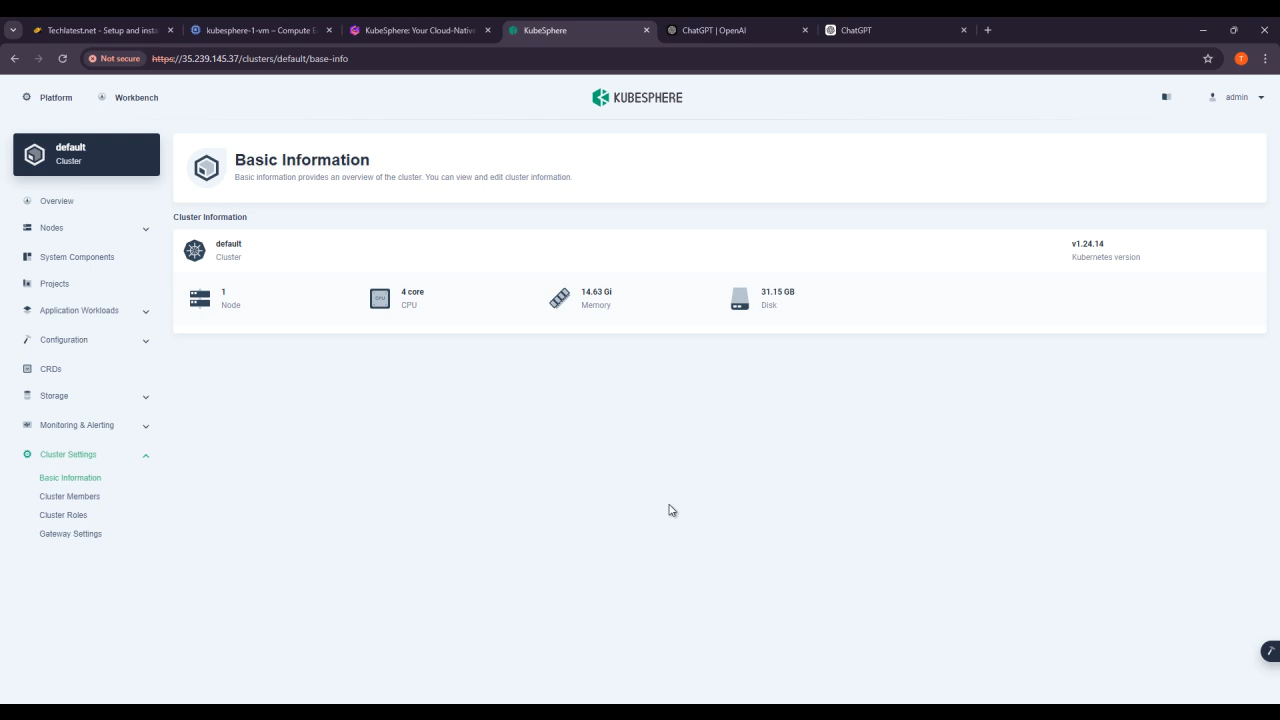 Techlatest.net - Setup and insta
kubesphere-1-vm – Compute E
KubeSphere: Your Cloud-Native
KubeSphere
ChatGPT | OpenAI
ChatGPT
Not secure
https://35.239.145.37/clusters/default/base-info
T
Platform
Workbench
KUBESPHERE
admin
default
Cluster
Overview
Nodes
System Components
Projects
Application Workloads
Configuration
CRDs
Storage
Monitoring & Alerting
Cluster Settings
Basic Information
Cluster Members
Cluster Roles
Gateway Settings
Basic Information
Basic information provides an overview of the cluster. You can view and edit cluster information.
Cluster Information
default
Cluster
v1.24.14
Kubernetes version
1
Node
CPU
4 core
CPU
14.63 Gi
Memory
31.15 GB
Disk